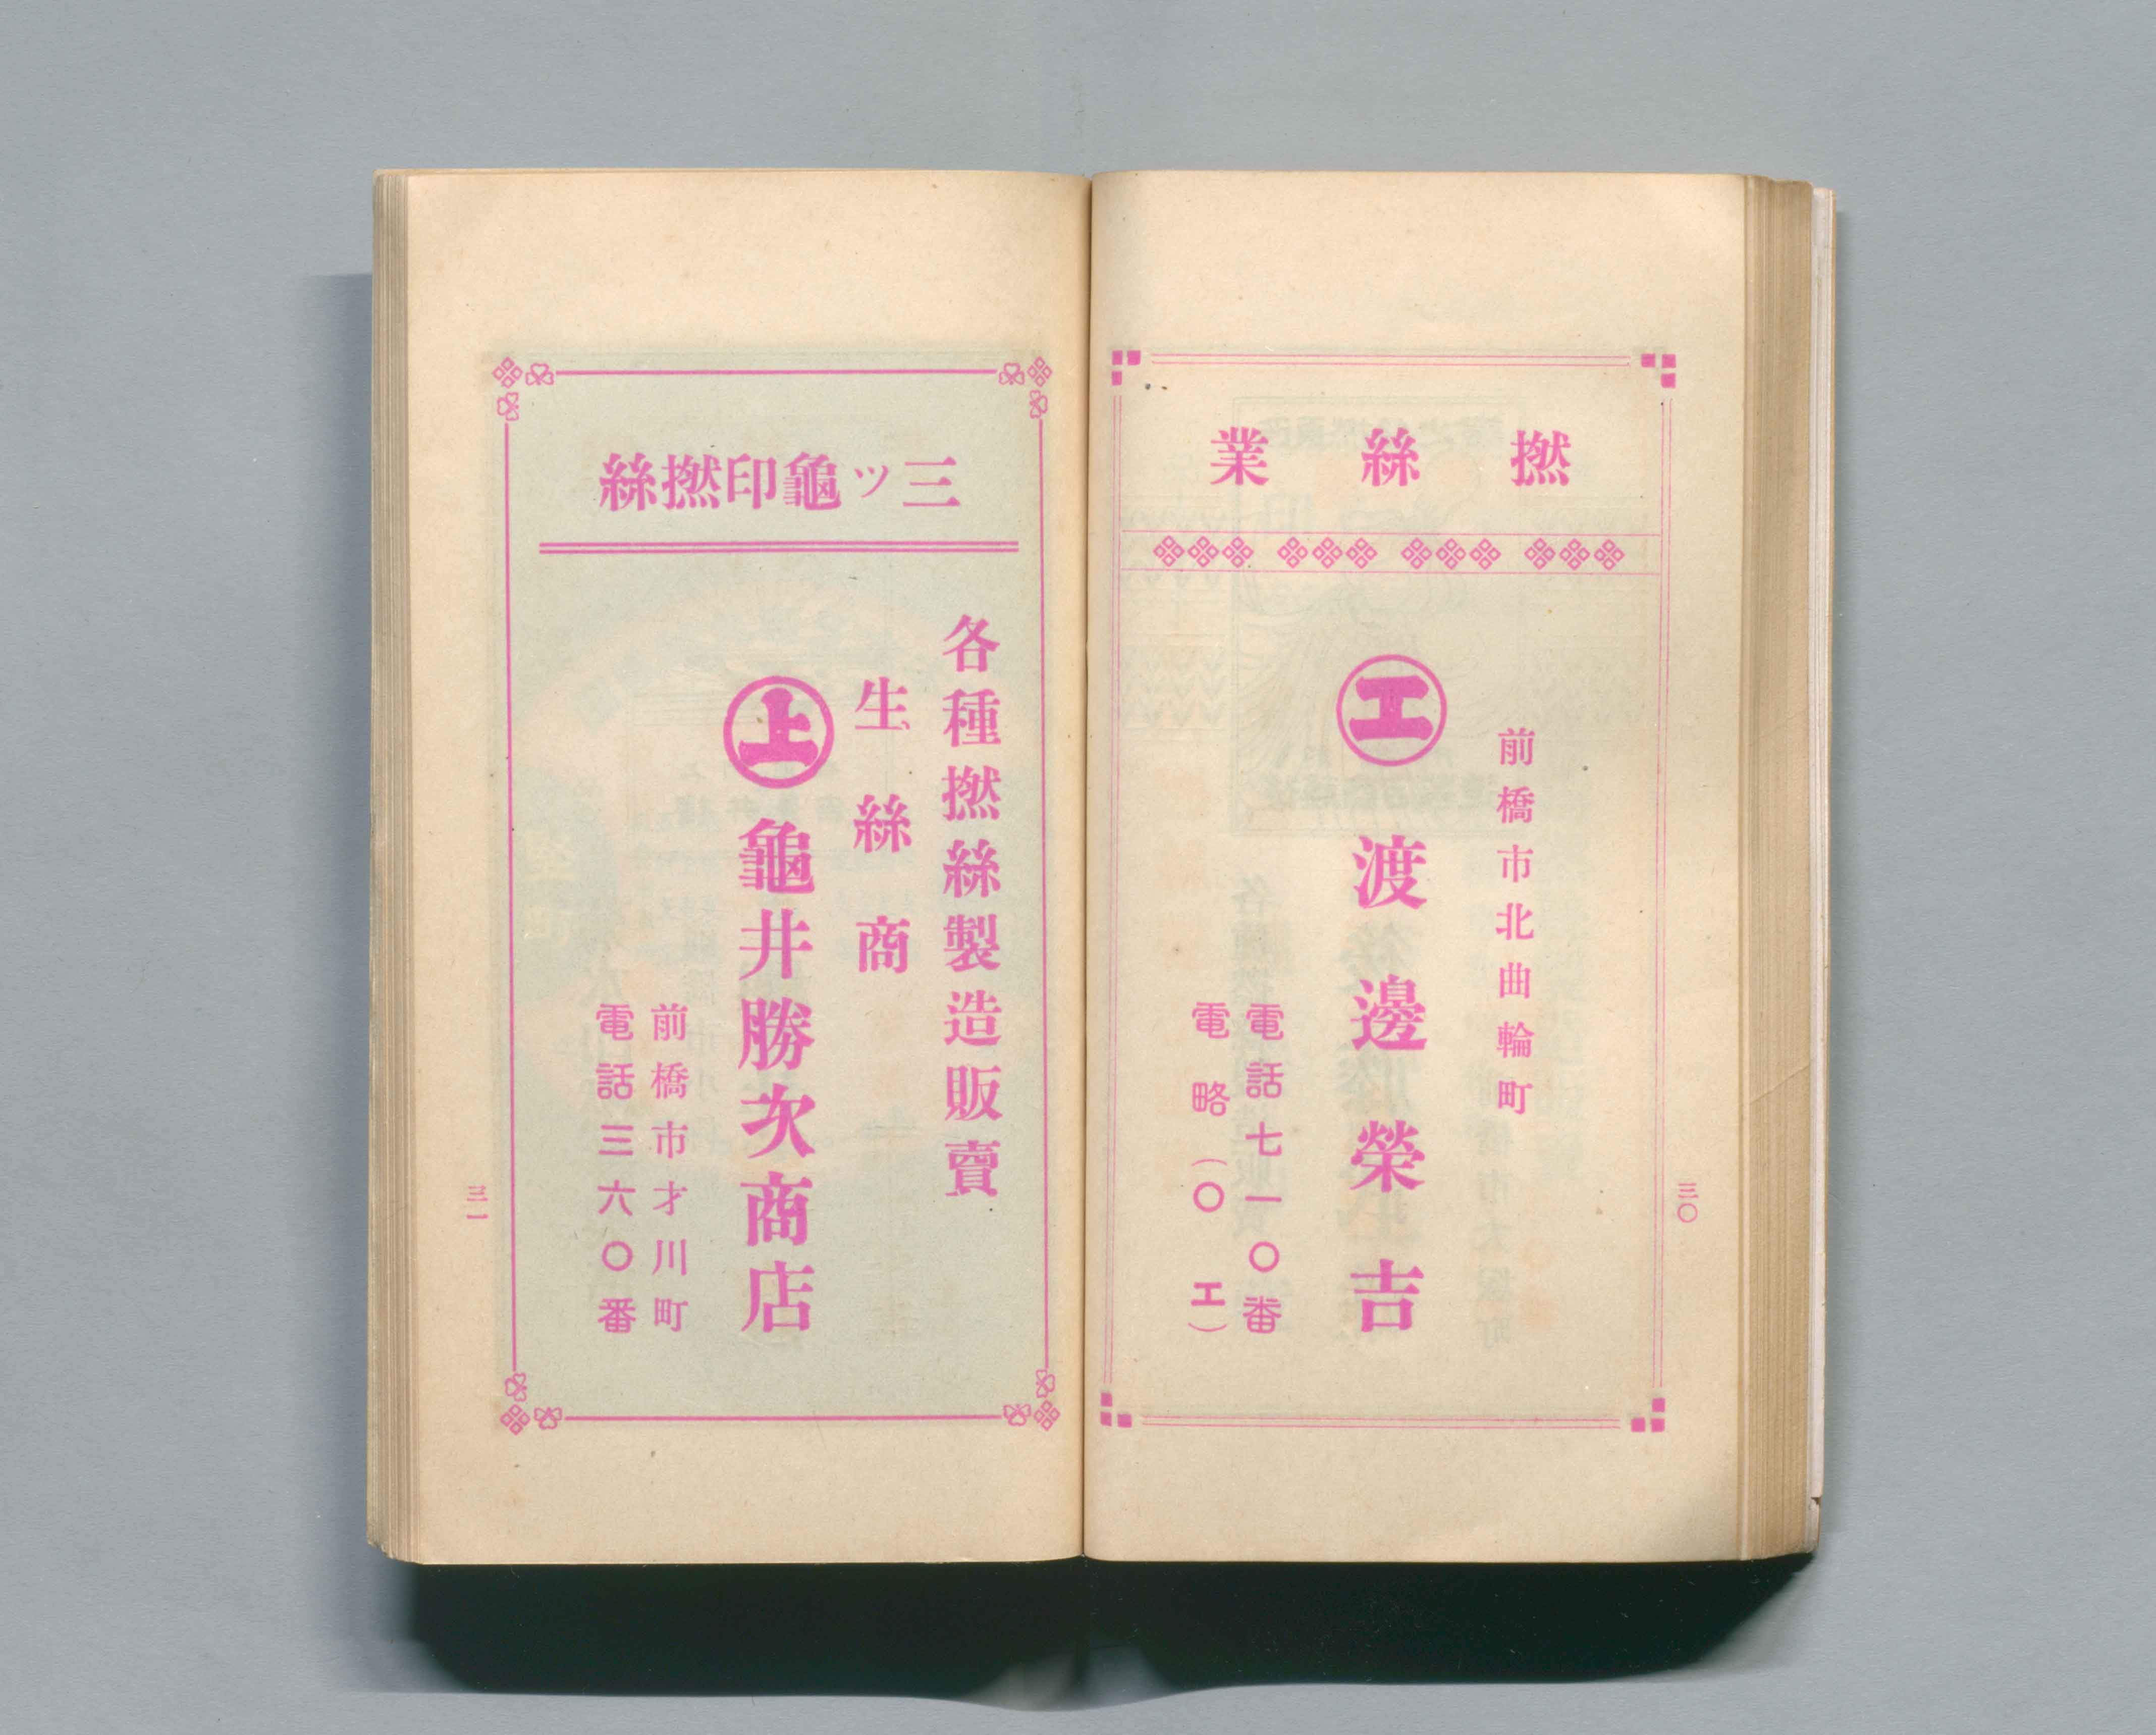 撚絲業
前橋市北曲輪町
㊤渡邊榮吉
電話七一〇番
電略(〇エ)
三〇
三ツ龜印撚絲
各種撚絲製造販賣
生絲商
上 龜井勝次商店
前橋市才川町
電話三六〇番
三一